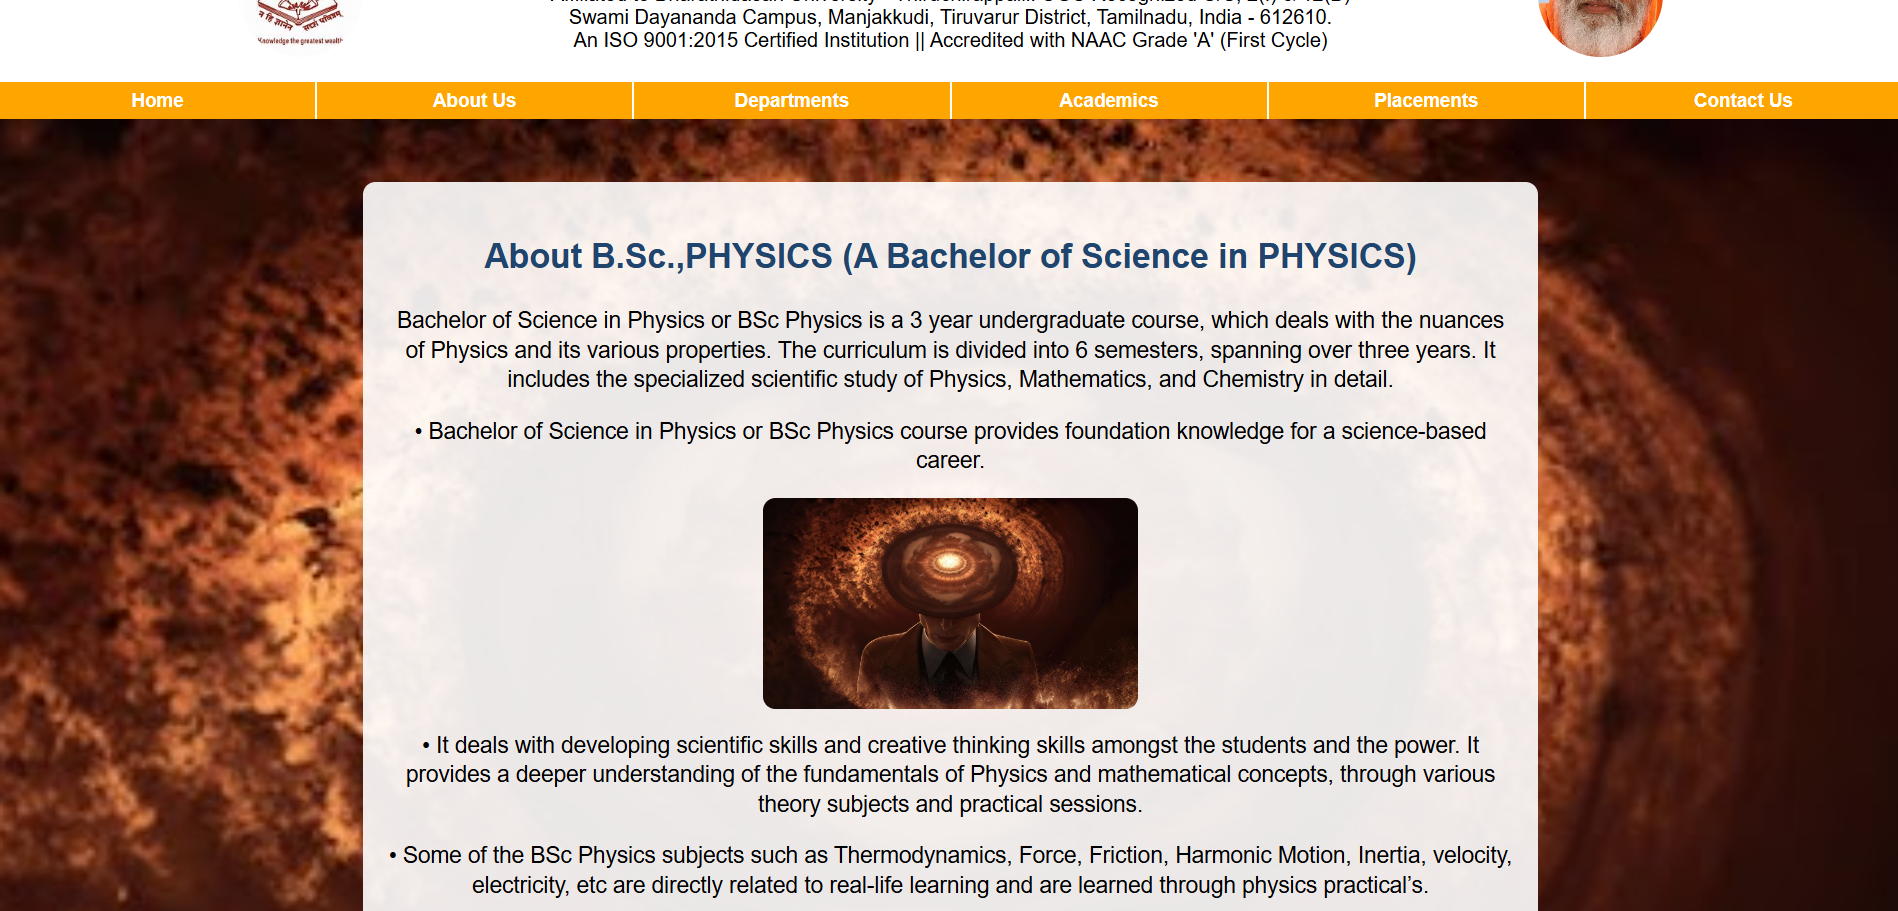 न हि ज्ञानेन सदृशं पवित्रम्
Knowledge the greatest wealth
Swami Dayananda Campus, Manjakkudi, Tiruvarur District, Tamilnadu, India - 612610.
An ISO 9001:2015 Certified Institution || Accredited with NAAC Grade 'A' (First Cycle)
Home About Us Departments Academics Placements Contact Us
About B.Sc.,PHYSICS (A Bachelor of Science in PHYSICS)
Bachelor of Science in Physics or BSc Physics is a 3 year undergraduate course, which deals with the nuances
of Physics and its various properties. The curriculum is divided into 6 semesters, spanning over three years. It
includes the specialized scientific study of Physics, Mathematics, and Chemistry in detail.
• Bachelor of Science in Physics or BSc Physics course provides foundation knowledge for a science-based
career.
• It deals with developing scientific skills and creative thinking skills amongst the students and the power. It
provides a deeper understanding of the fundamentals of Physics and mathematical concepts, through various
theory subjects and practical sessions.
• Some of the BSc Physics subjects such as Thermodynamics, Force, Friction, Harmonic Motion, Inertia, velocity,
electricity, etc are directly related to real-life learning and are learned through physics practical’s.